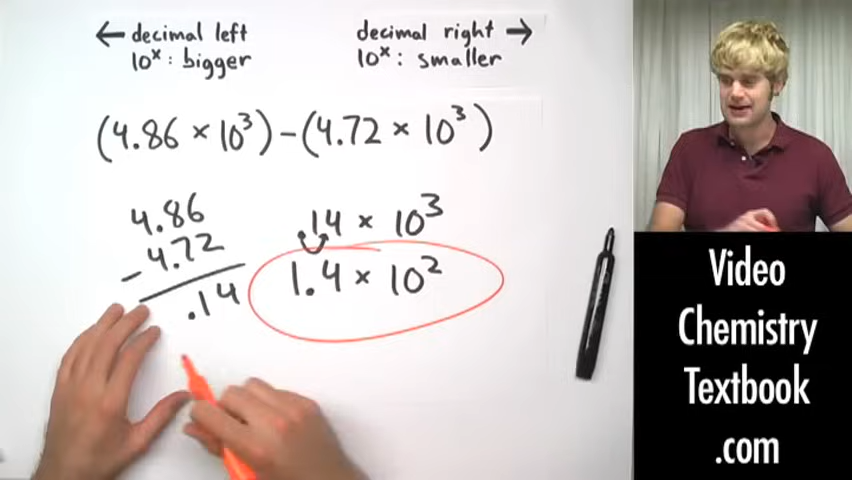 ← decimal left
10ˣ: bigger
decimal right →
10ˣ: smaller
(4.86 × 10³) − (4.72 × 10³)
4.86
− 4.72
.14
.14 × 10³
1.4 × 10²
Video
Chemistry
Textbook
.com